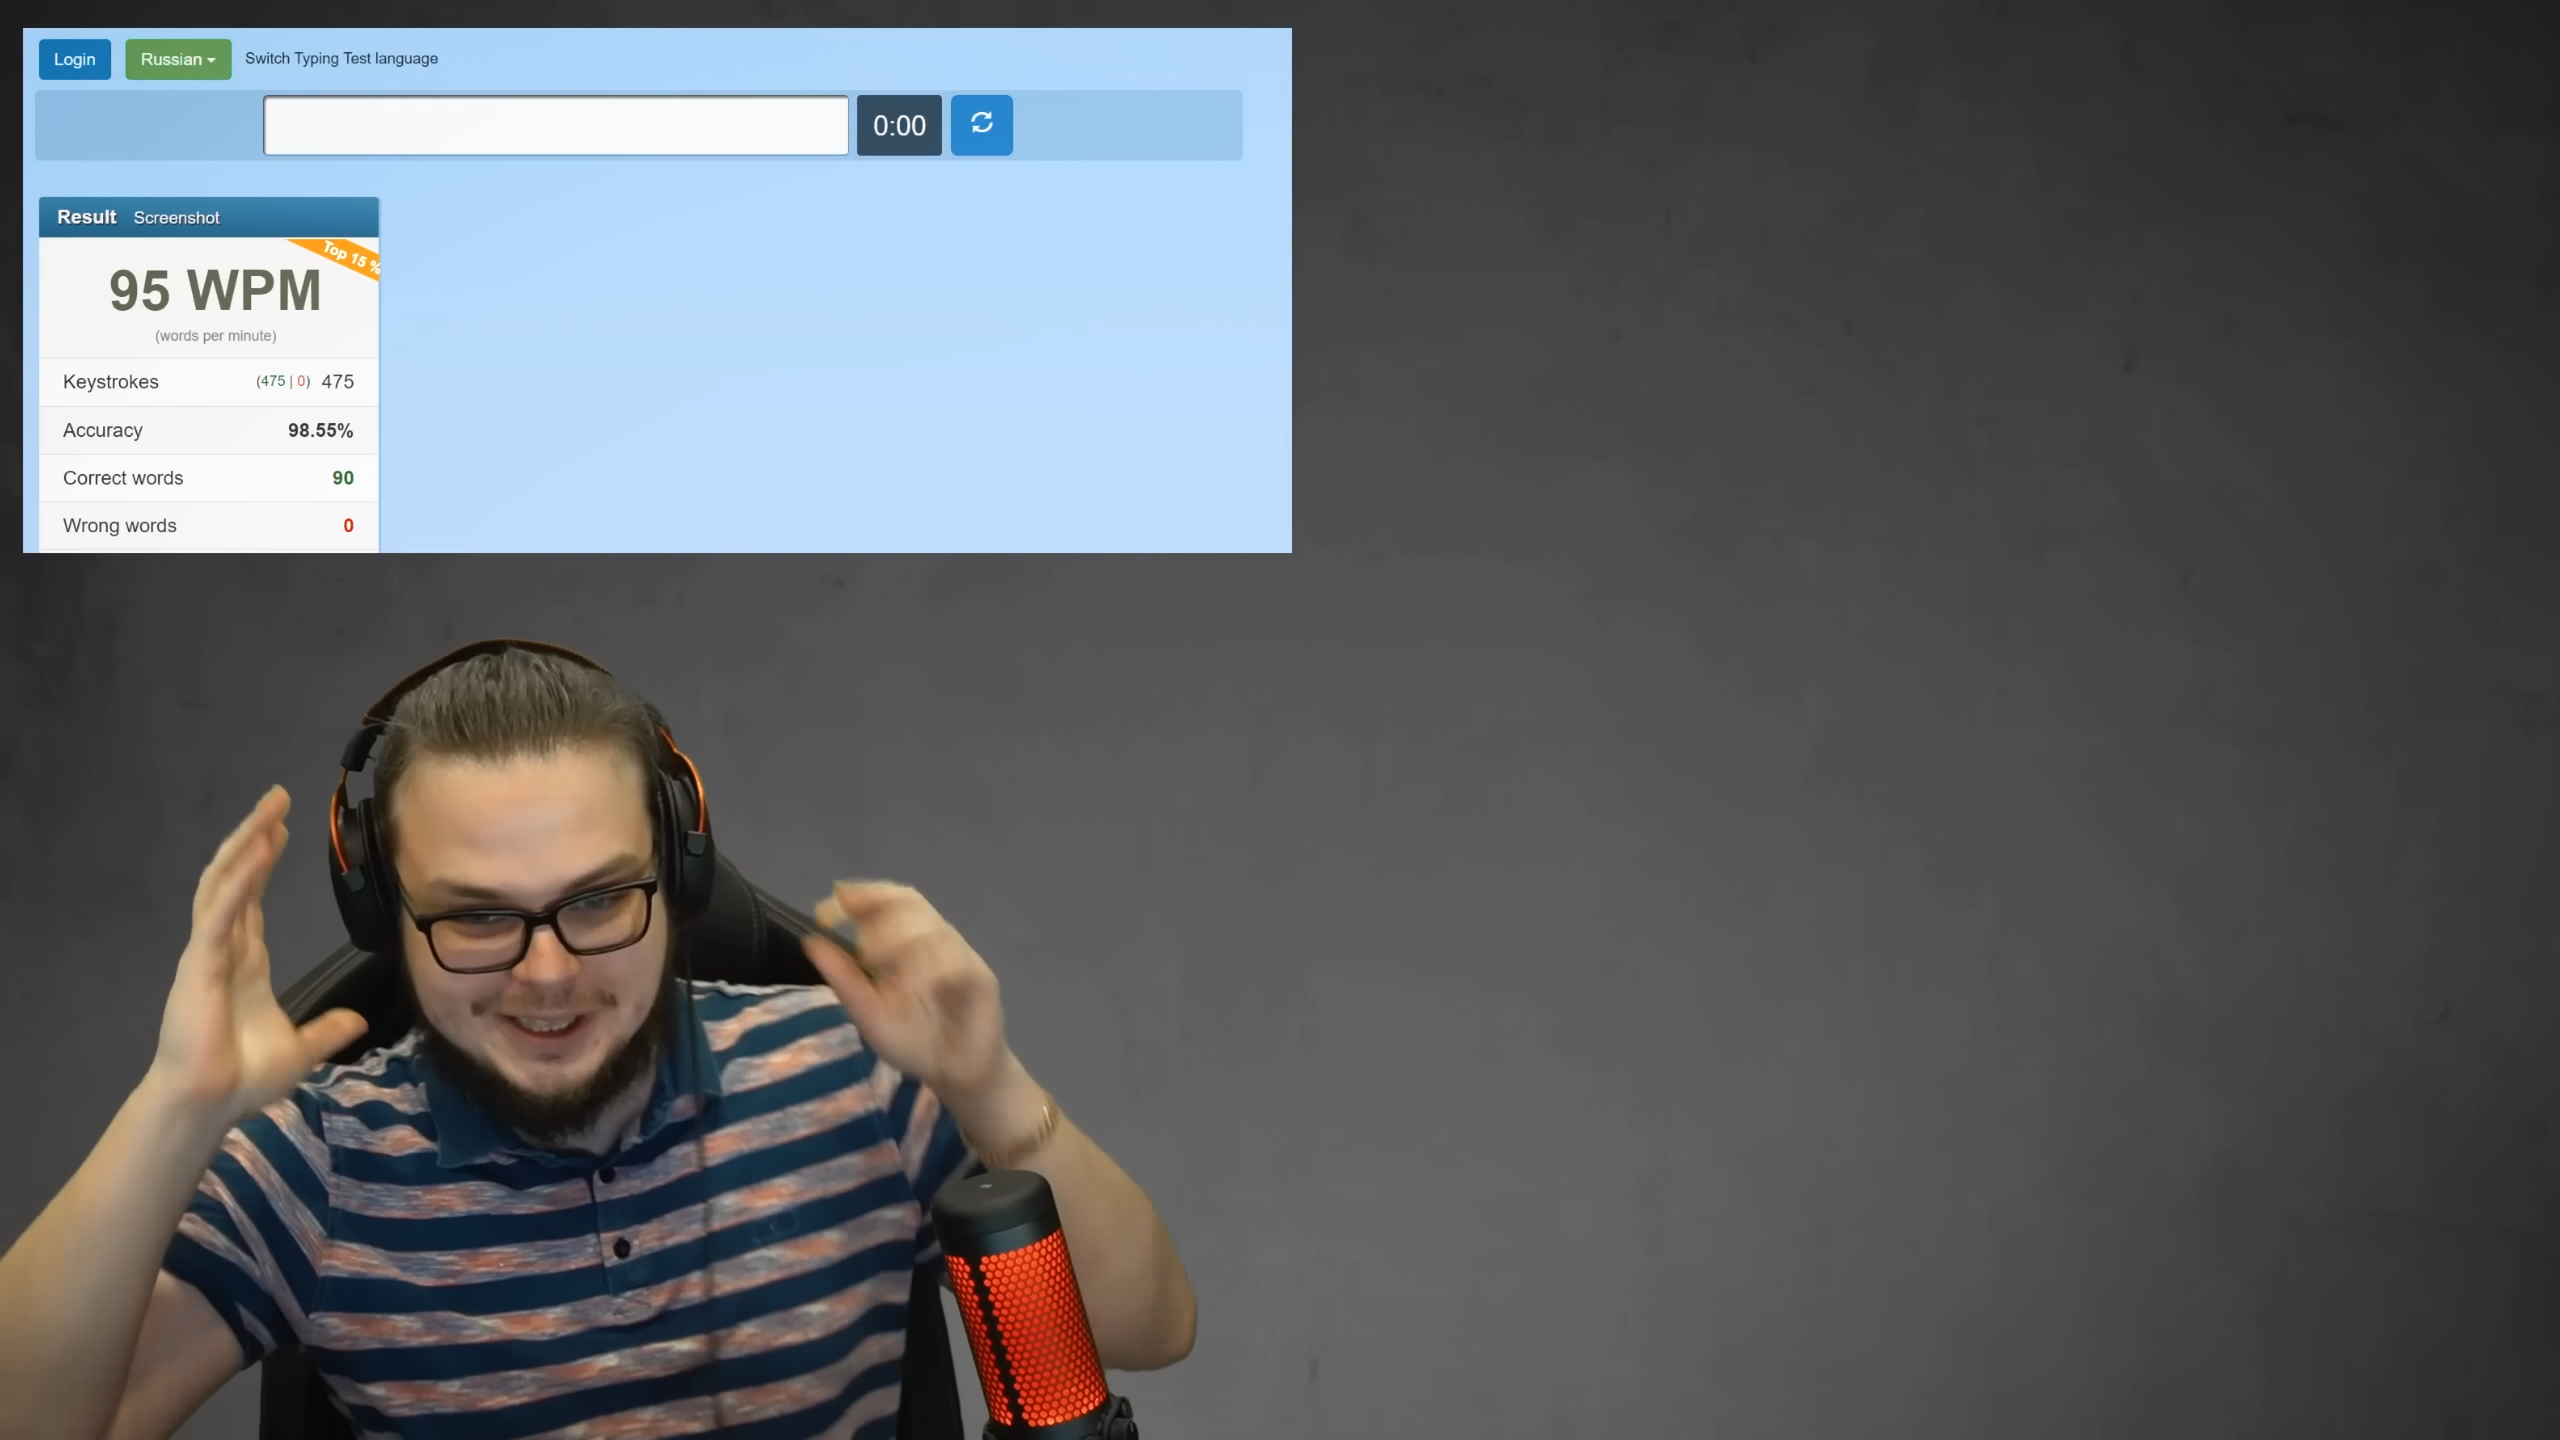 Login Russian Switch Typing Test language
0:00
Result Screenshot
Top 15 %
95 WPM
(words per minute)
Keystrokes (475 | 0) 475
Accuracy 98.55%
Correct words 90
Wrong words 0